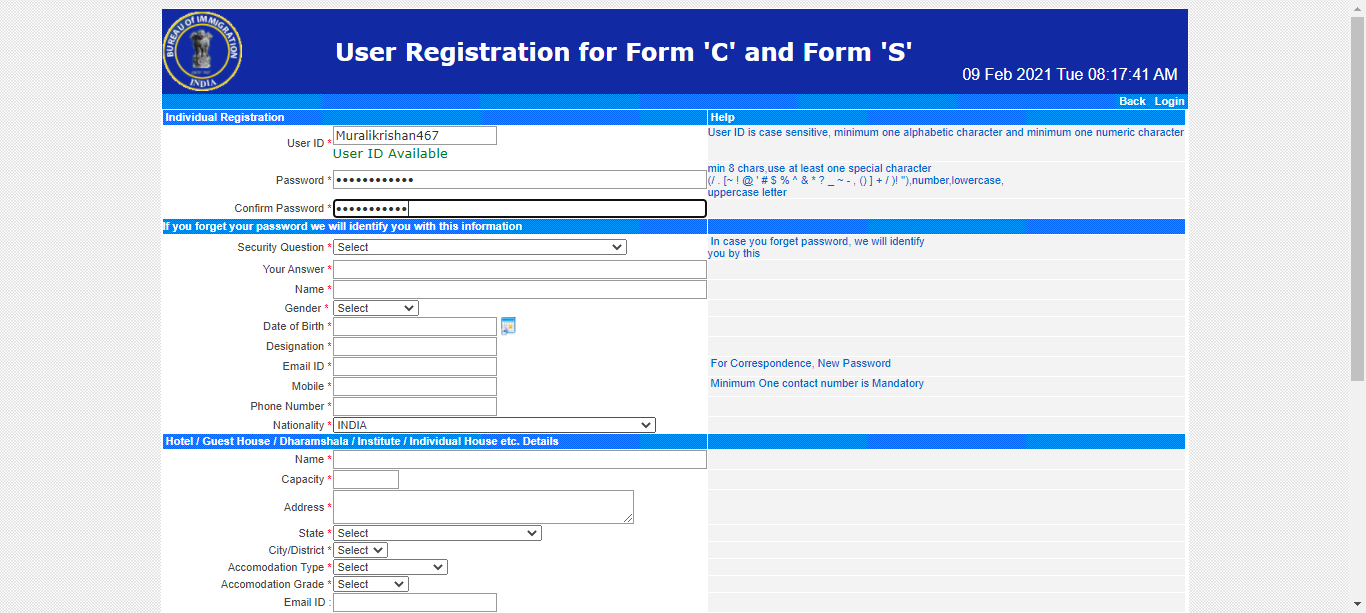 BUREAU OF IMMIGRATION
INDIA
User Registration for Form 'C' and Form 'S'
09 Feb 2021 Tue 08:17:41 AM
Back Login
Individual Registration Help
User ID * Muralikrishan467 User ID is case sensitive, minimum one alphabetic character and minimum one numeric character
User ID Available
min 8 chars,use at least one special character
Password * •••••••••••• (/ . [~ ! @ ' # $ % ^ & * ? _ ~ - , () ] + / )! "),number,lowercase,
uppercase letter
Confirm Password * •••••••••••
If you forget your password we will identify you with this information
Security Question * Select In case you forget password, we will identify
you by this
Your Answer *
Name *
Gender * Select
Date of Birth *
Designation *
Email ID * For Correspondence, New Password
Mobile * Minimum One contact number is Mandatory
Phone Number *
Nationality * INDIA
Hotel / Guest House / Dharamshala / Institute / Individual House etc. Details
Name *
Capacity *
Address *
State * Select
City/District * Select
Accomodation Type * Select
Accomodation Grade * Select
Email ID :